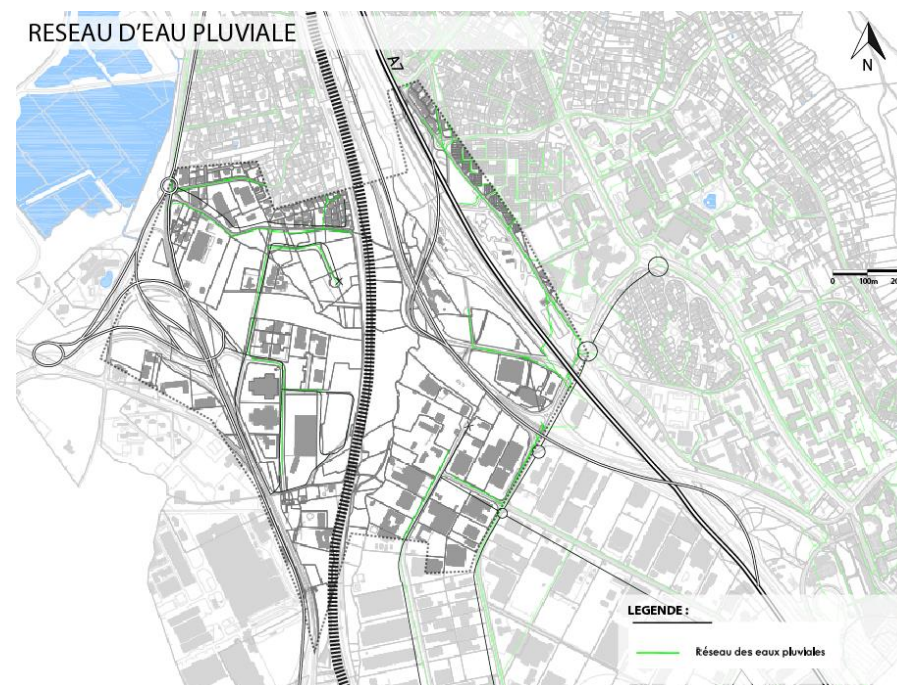 RESEAU D'EAU PLUVIALE
A7
N
0 100m
LEGENDE :
Réseau des eaux pluviales